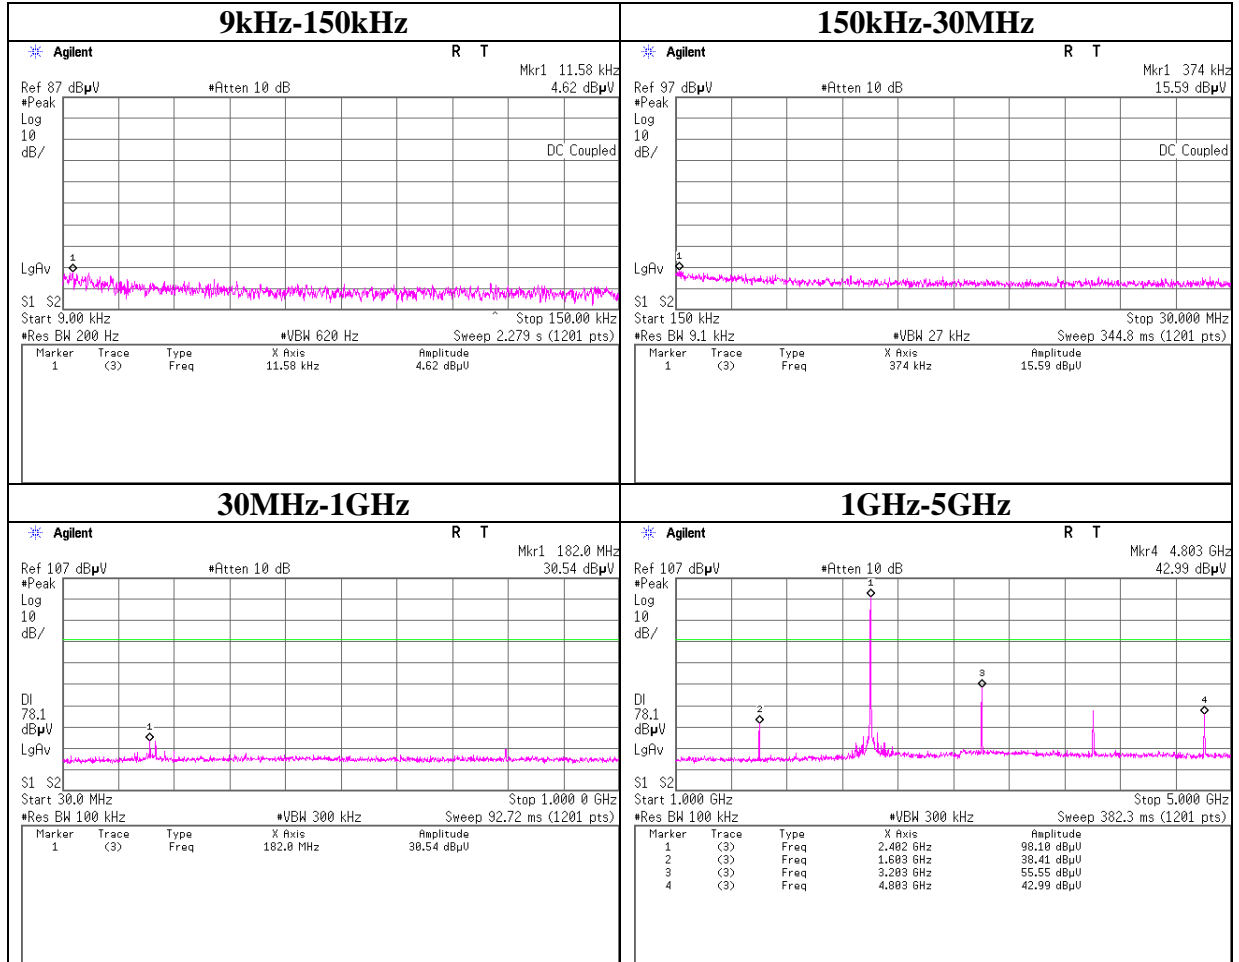 9kHz-150kHz
Agilent R T
Mkr1 11.58 kHz
Ref 87 dBµV #Atten 10 dB 4.62 dBµV
#Peak
Log
10
dB/
DC Coupled
1
LgAv
S1 S2
Start 9.00 kHz ^ Stop 150.00 kHz
#Res BW 200 Hz #VBW 620 Hz Sweep 2.279 s (1201 pts)
Marker Trace Type X Axis Amplitude
1 (3) Freq 11.58 kHz 4.62 dBµV
150kHz-30MHz
Agilent R T
Mkr1 374 kHz
Ref 97 dBµV #Atten 10 dB 15.59 dBµV
#Peak
Log
10
dB/
DC Coupled
1
LgAv
S1 S2
Start 150 kHz Stop 30.000 MHz
#Res BW 9.1 kHz #VBW 27 kHz Sweep 344.8 ms (1201 pts)
Marker Trace Type X Axis Amplitude
1 (3) Freq 374 kHz 15.59 dBµV
30MHz-1GHz
Agilent R T
Mkr1 182.0 MHz
Ref 107 dBµV #Atten 10 dB 30.54 dBµV
#Peak
Log
10
dB/
DI
78.1
dBµV
1
LgAv
S1 S2
Start 30.0 MHz Stop 1.000 0 GHz
#Res BW 100 kHz #VBW 300 kHz Sweep 92.72 ms (1201 pts)
Marker Trace Type X Axis Amplitude
1 (3) Freq 182.0 MHz 30.54 dBµV
1GHz-5GHz
Agilent R T
Mkr4 4.803 GHz
Ref 107 dBµV #Atten 10 dB 42.99 dBµV
#Peak
1
Log
10
dB/
3
DI
4
78.1
2
dBµV
LgAv
S1 S2
Start 1.000 GHz Stop 5.000 GHz
#Res BW 100 kHz #VBW 300 kHz Sweep 382.3 ms (1201 pts)
Marker Trace Type X Axis Amplitude
1 (3) Freq 2.402 GHz 98.10 dBµV
2 (3) Freq 1.603 GHz 38.41 dBµV
3 (3) Freq 3.203 GHz 55.55 dBµV
4 (3) Freq 4.803 GHz 42.99 dBµV